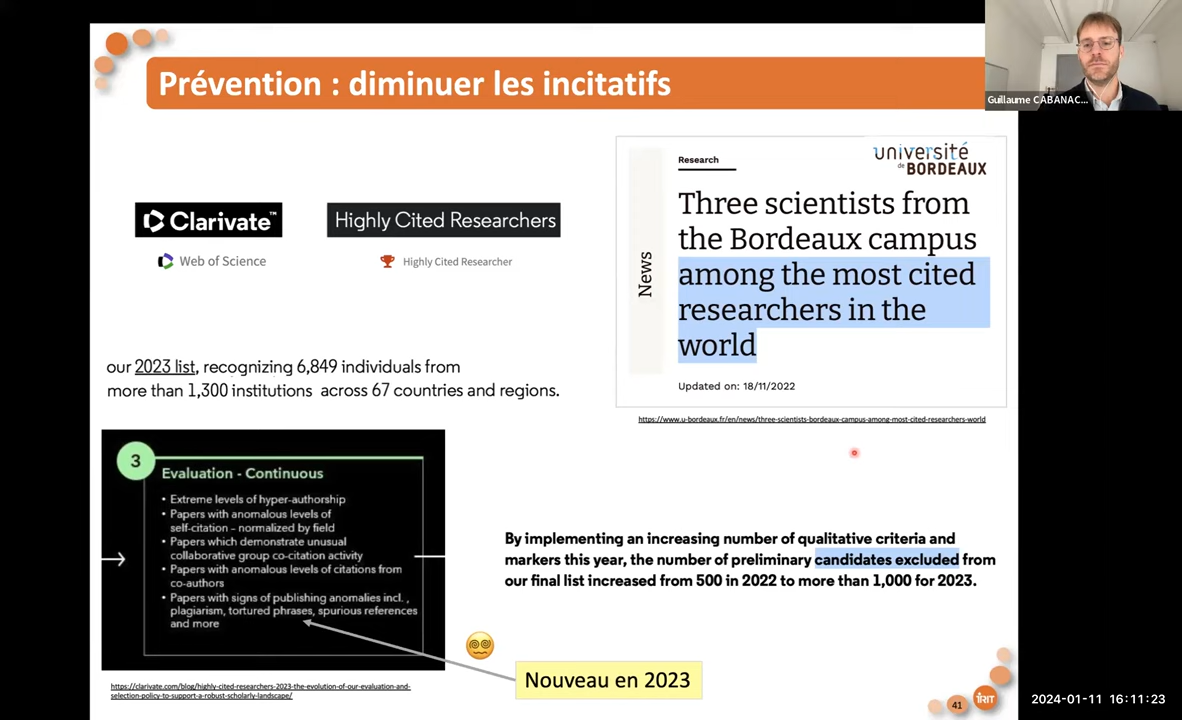 Prévention : diminuer les incitatifs
Guillaume CABANAC...
Clarivate™
Highly Cited Researchers
Web of Science
Highly Cited Researcher
our 2023 list, recognizing 6,849 individuals from
more than 1,300 institutions across 67 countries and regions.
université
de BORDEAUX
Research
News
Three scientists from
the Bordeaux campus
among the most cited
researchers in the
world
Updated on: 18/11/2022
https://www.u-bordeaux.fr/en/news/three-scientists-bordeaux-campus-among-most-cited-researchers-world
3
Evaluation - Continuous
• Extreme levels of hyper-authorship
• Papers with anomalous levels of
self-citation – normalized by field
• Papers which demonstrate unusual
collaborative group co-citation activity
• Papers with anomalous levels of citations from
co-authors
• Papers with signs of publishing anomalies incl.,
plagiarism, tortured phrases, spurious references
and more
By implementing an increasing number of qualitative criteria and
markers this year, the number of preliminary candidates excluded from
our final list increased from 500 in 2022 to more than 1,000 for 2023.
Nouveau en 2023
https://clarivate.com/blog/highly-cited-researchers-2023-the-evolution-of-our-evaluation-and-
selection-policy-to-support-a-robust-scholarly-landscape/
41
IRIT
2024-01-11 16:11:23